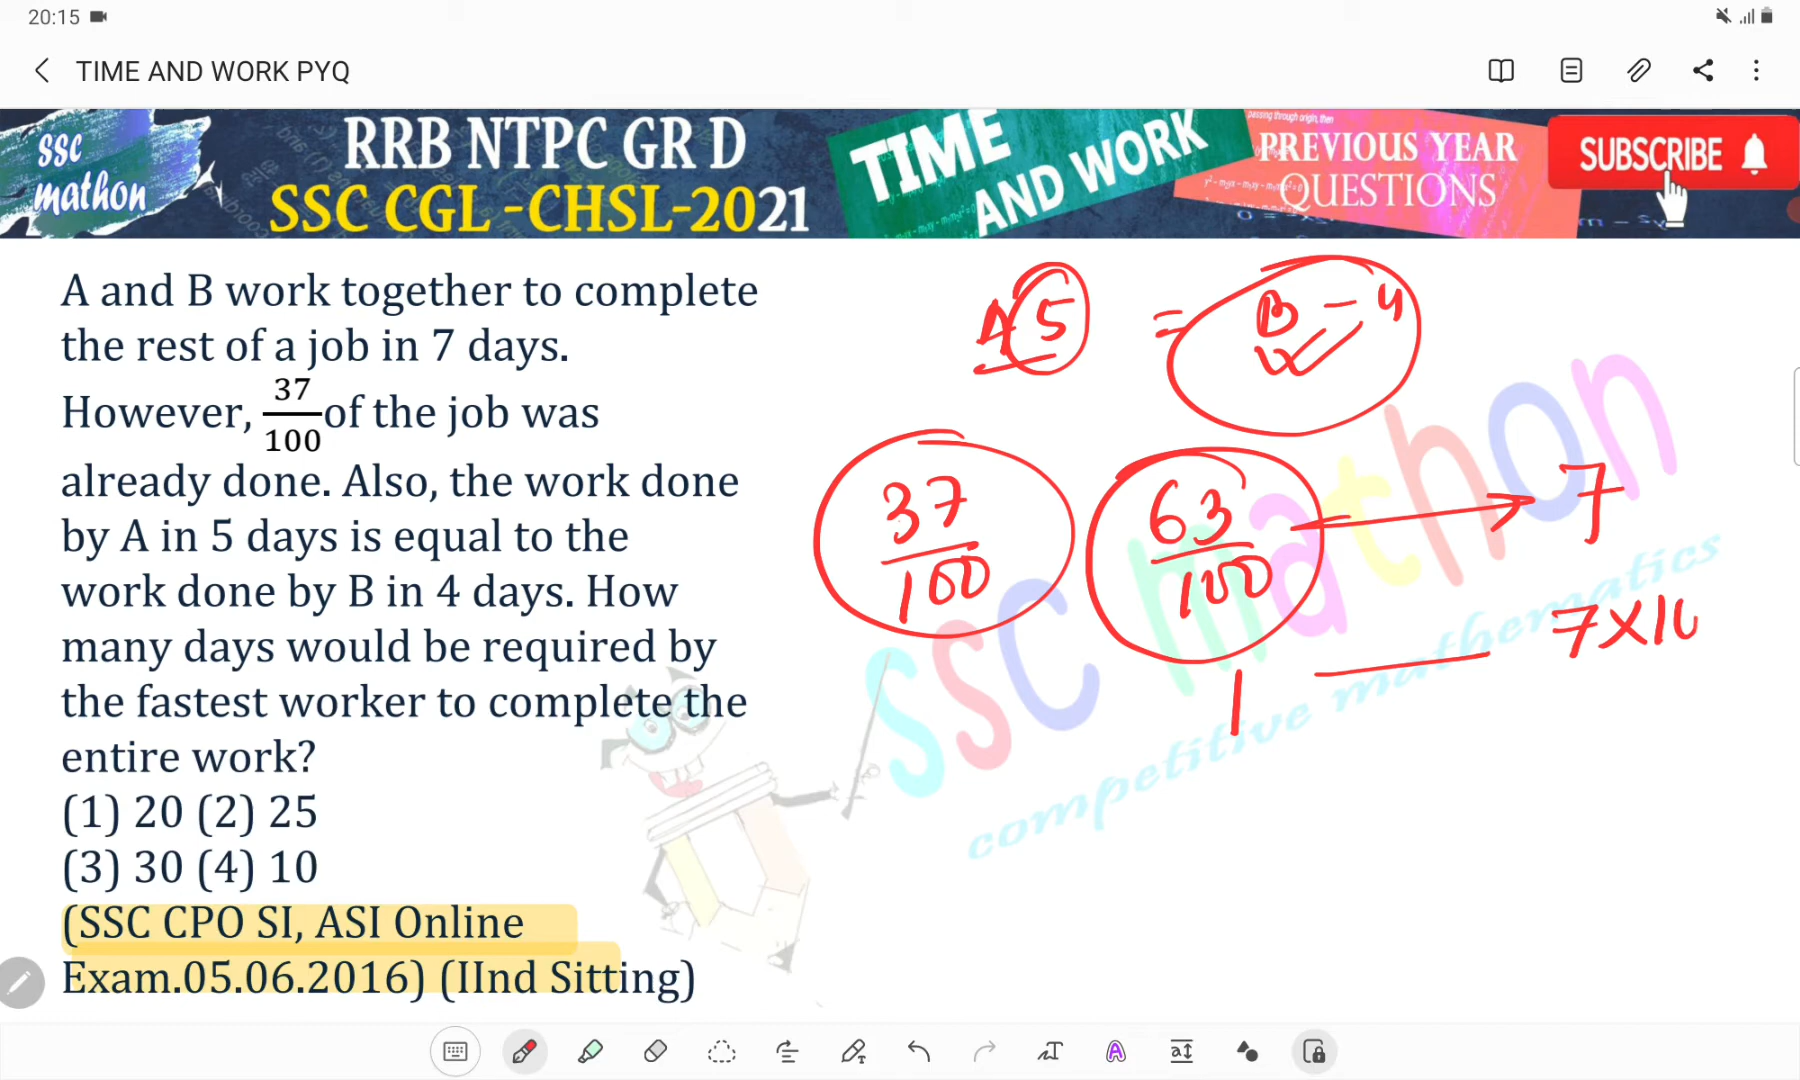 20:15
TIME AND WORK PYQ
SSC
mathon
RRB NTPC GR D
SSC CGL -CHSL-2021
TIME
AND WORK
passing through origin, then
PREVIOUS YEAR
QUESTIONS
SUBSCRIBE
A and B work together to complete
the rest of a job in 7 days.
However, 37/100 of the job was
already done. Also, the work done
by A in 5 days is equal to the
work done by B in 4 days. How
many days would be required by
the fastest worker to complete the
entire work?
(1) 20 (2) 25
(3) 30 (4) 10
(SSC CPO SI, ASI Online
Exam.05.06.2016) (IInd Sitting)
A 5 = B - 4
37/100
63/100
7
1
7 x 10
SSC mathon
competitive mathematics